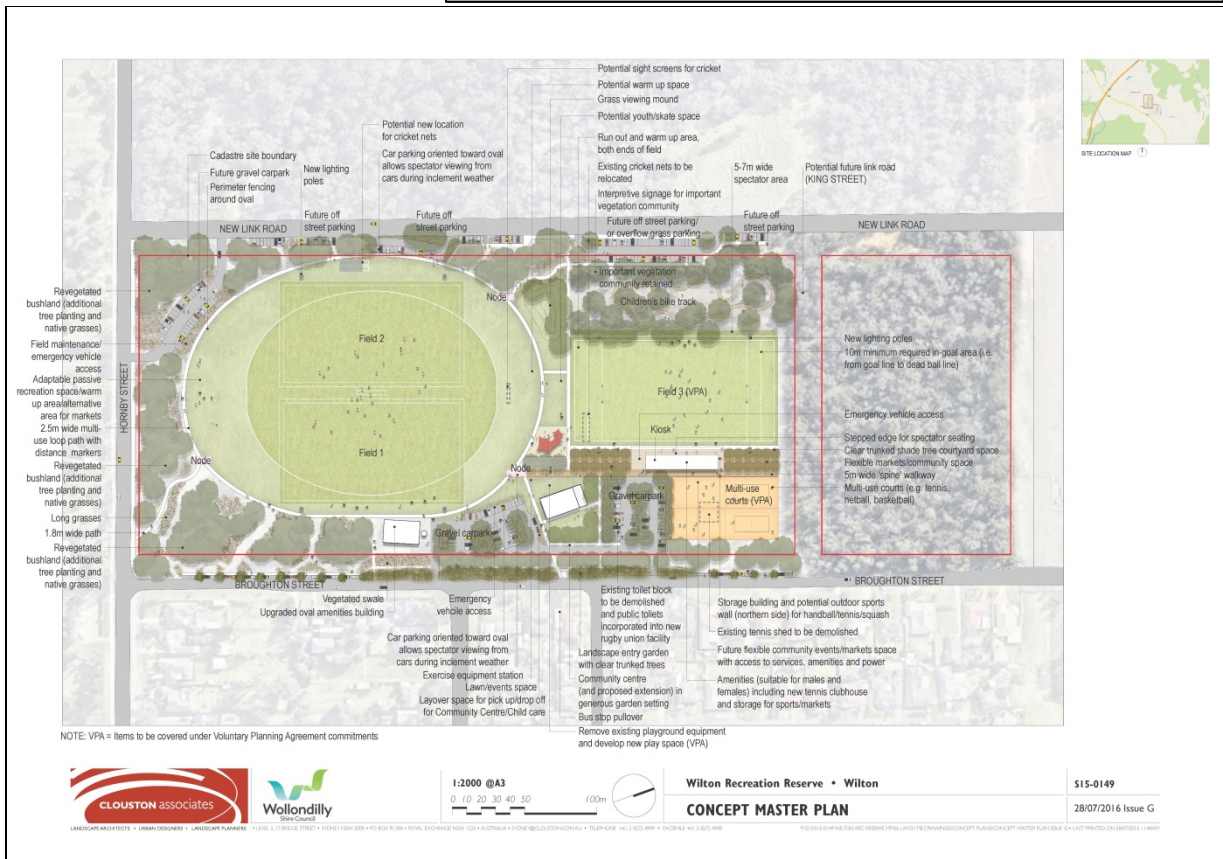 Potential sight screens for cricket
Potential warm up space
Grass viewing mound
Potential youth/skate space
Run out and warm up area,
both ends of field
Existing cricket nets to be
relocated
Interpretive signage for important
vegetation community
Future off street parking/
or overflow grass parking
Potential new location
for cricket nets
Car parking oriented toward oval
allows spectator viewing from
cars during inclement weather
Cadastre site boundary
Future gravel carpark
Perimeter fencing
around oval
New lighting
poles
Future off
street parking
Future off
street parking
5-7m wide
spectator area
Future off
street parking
Potential future link road
(KING STREET)
SITE LOCATION MAP
NEW LINK ROAD
NEW LINK ROAD
Revegetated
bushland (additional
tree planting and
native grasses)
Field maintenance/
emergency vehicle
access
Adaptable passive
recreation space/warm
up area/alternative
area for markets
2.5m wide multi-
use loop path with
distance markers
Revegetated
bushland (additional
tree planting and
native grasses)
Long grasses
1.8m wide path
Revegetated
bushland (additional
tree planting and
native grasses)
HORNBY STREET
Node
Field 2
Field 1
Node
Node
Important vegetation
community retained
Children's bike track
Field 3 (VPA)
Kiosk
Gravel carpark
Gravel carpark
Multi-use
courts (VPA)
New lighting poles
10m minimum required in-goal area (i.e.
from goal line to dead ball line)
Emergency vehicle access
Stepped edge for spectator seating
Clear trunked shade tree courtyard space
Flexible markets/community space
5m wide 'spine' walkway
Multi-use courts (e.g. tennis,
netball, basketball)
BROUGHTON STREET
BROUGHTON STREET
Vegetated swale
Upgraded oval amenities building
Emergency
vehcile access
Car parking oriented toward oval
allows spectator viewing from
cars during inclement weather
Exercise equipment station
Lawn/events space
Layover space for pick up/drop off
for Community Centre/Child care
Existing toilet block
to be demolished
and public toliets
incorporated into new
rugby union facility
Landscape entry garden
with clear trunked trees
Community centre
(and proposed extension) in
generous garden setting
Bus stop pullover
Remove existing playground equipment
and develop new play space (VPA)
Storage building and potential outdoor sports
wall (northern side) for handball/tennis/squash
Existing tennis shed to be demolished
Future flexible community events/markets space
with access to services, amenities and power
Amenities (suitable for males and
females) including new tennis clubhouse
and storage for sports/markets
NOTE: VPA = Items to be covered under Voluntary Planning Agreement commitments
CLOUSTON associates
Wollondilly
Shire Council
1:2000 @A3
0 10 20 30 40 50 100m
Wilton Recreation Reserve • Wilton
CONCEPT MASTER PLAN
S15-0149
28/07/2016 Issue G
LANDSCAPE ARCHITECTS • URBAN DESIGNERS • LANDSCAPE PLANNERS